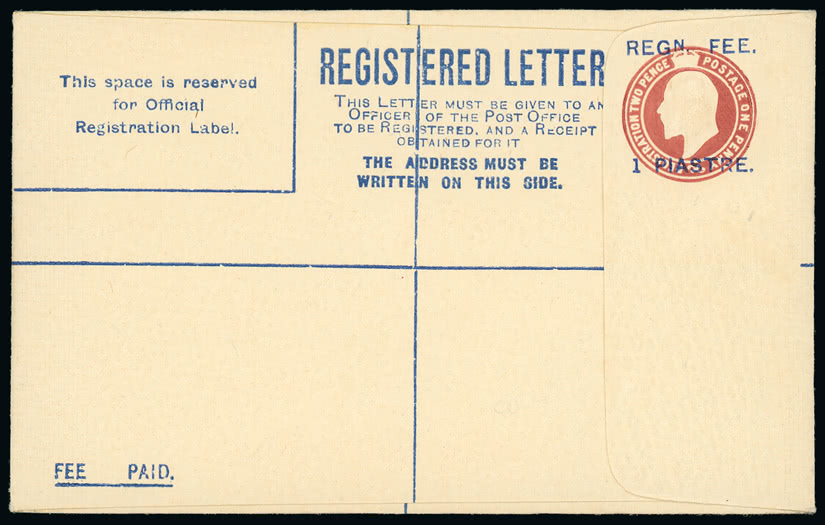 This space is reserved
for Official
Registration Label.
REGISTERED LETTER
THIS LETTER MUST BE GIVEN TO AN
OFFICER OF THE POST OFFICE
TO BE REGISTERED, AND A RECEIPT
OBTAINED FOR IT
THE ADDRESS MUST BE
WRITTEN ON THIS SIDE.
REGN. FEE.
STRATION TWO PENCE POSTAGE ONE PEN
1 PIASTRE.
FEE PAID.